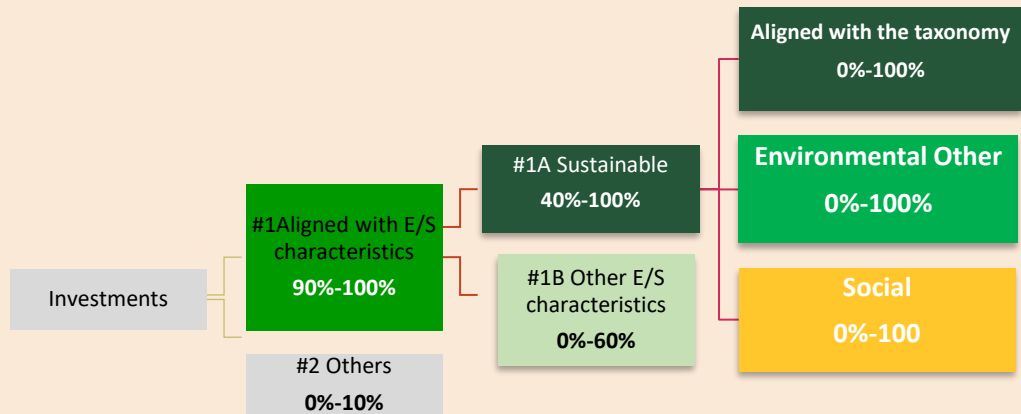 Investments
#1Aligned with E/S
characteristics
90%-100%
#2 Others
0%-10%
#1A Sustainable
40%-100%
#1B Other E/S
characteristics
0%-60%
Aligned with the taxonomy
0%-100%
Environmental Other
0%-100%
Social
0%-100